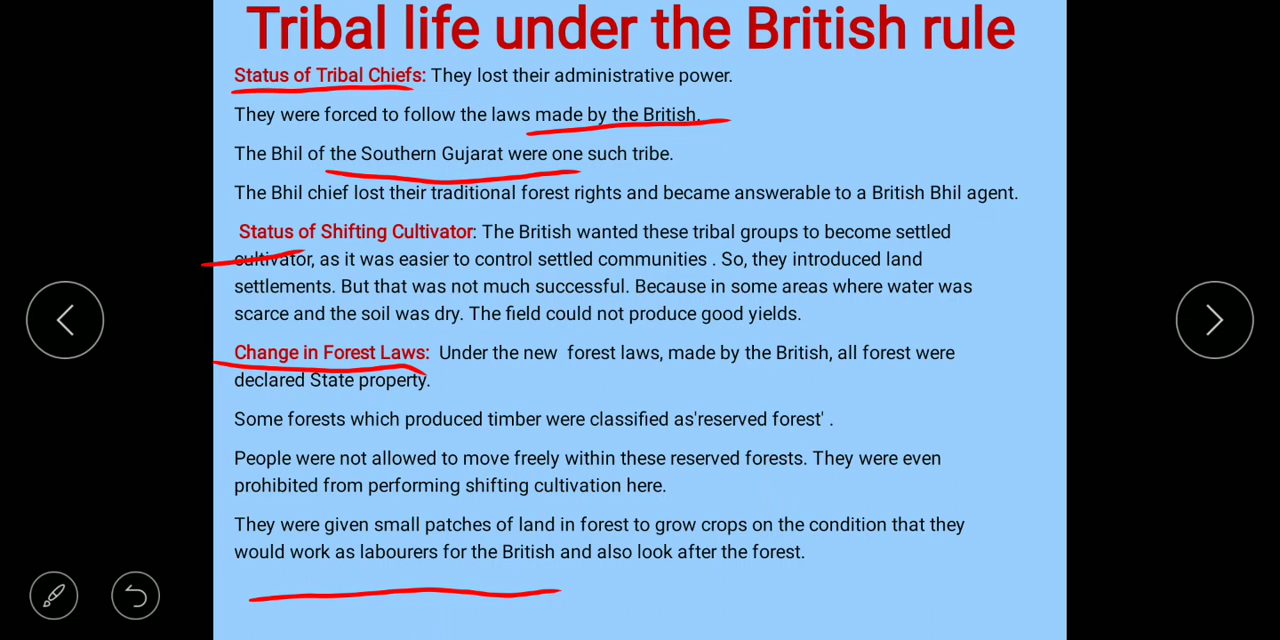 Tribal life under the British rule
Status of Tribal Chiefs: They lost their administrative power.
They were forced to follow the laws made by the British.
The Bhil of the Southern Gujarat were one such tribe.
The Bhil chief lost their traditional forest rights and became answerable to a British Bhil agent.
Status of Shifting Cultivator: The British wanted these tribal groups to become settled
cultivator, as it was easier to control settled communities . So, they introduced land
settlements. But that was not much successful. Because in some areas where water was
scarce and the soil was dry. The field could not produce good yields.
Change in Forest Laws: Under the new forest laws, made by the British, all forest were
declared State property.
Some forests which produced timber were classified as'reserved forest' .
People were not allowed to move freely within these reserved forests. They were even
prohibited from performing shifting cultivation here.
They were given small patches of land in forest to grow crops on the condition that they
would work as labourers for the British and also look after the forest.